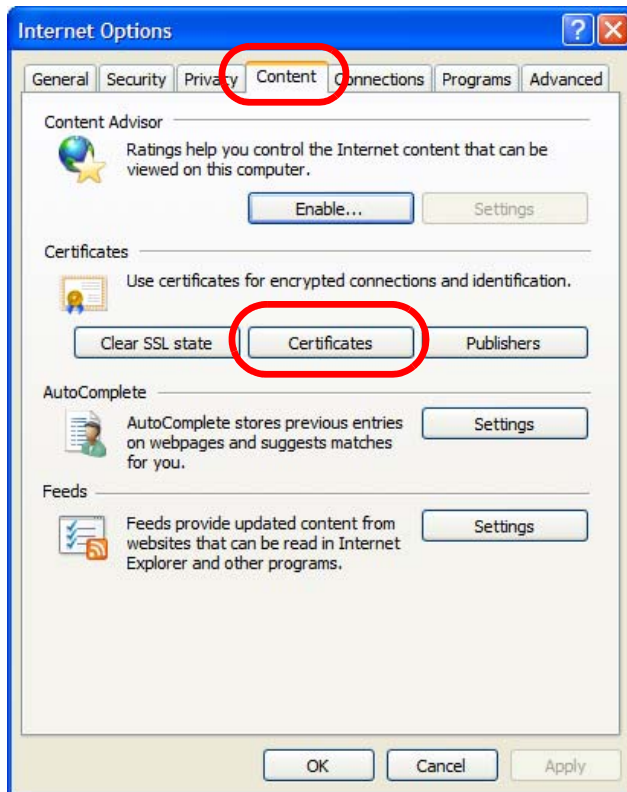 Internet Options
General Security Privacy Content Connections Programs Advanced
Content Advisor
Ratings help you control the Internet content that can be
viewed on this computer.
Enable... Settings
Certificates
Use certificates for encrypted connections and identification.
Clear SSL state Certificates Publishers
AutoComplete
AutoComplete stores previous entries
on webpages and suggests matches
for you.
Settings
Feeds
Feeds provide updated content from
websites that can be read in Internet
Explorer and other programs.
Settings
OK Cancel Apply